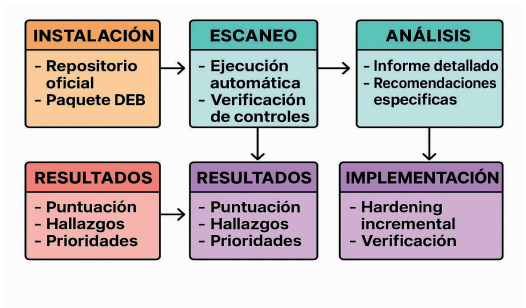 INSTALACIÓN
- Repositorio
oficial
- Paquete DEB
ESCANEO
- Ejecución
automática
- Verificación
de controles
ANÁLISIS
- Informe detallado
- Recomendaciones
especificas
RESULTADOS
- Puntuación
- Hallazgos
- Prioridades
RESULTADOS
- Puntuación
- Hallazgos
- Prioridades
IMPLEMENTACIÓN
- Hardening
incremental
- Verificación